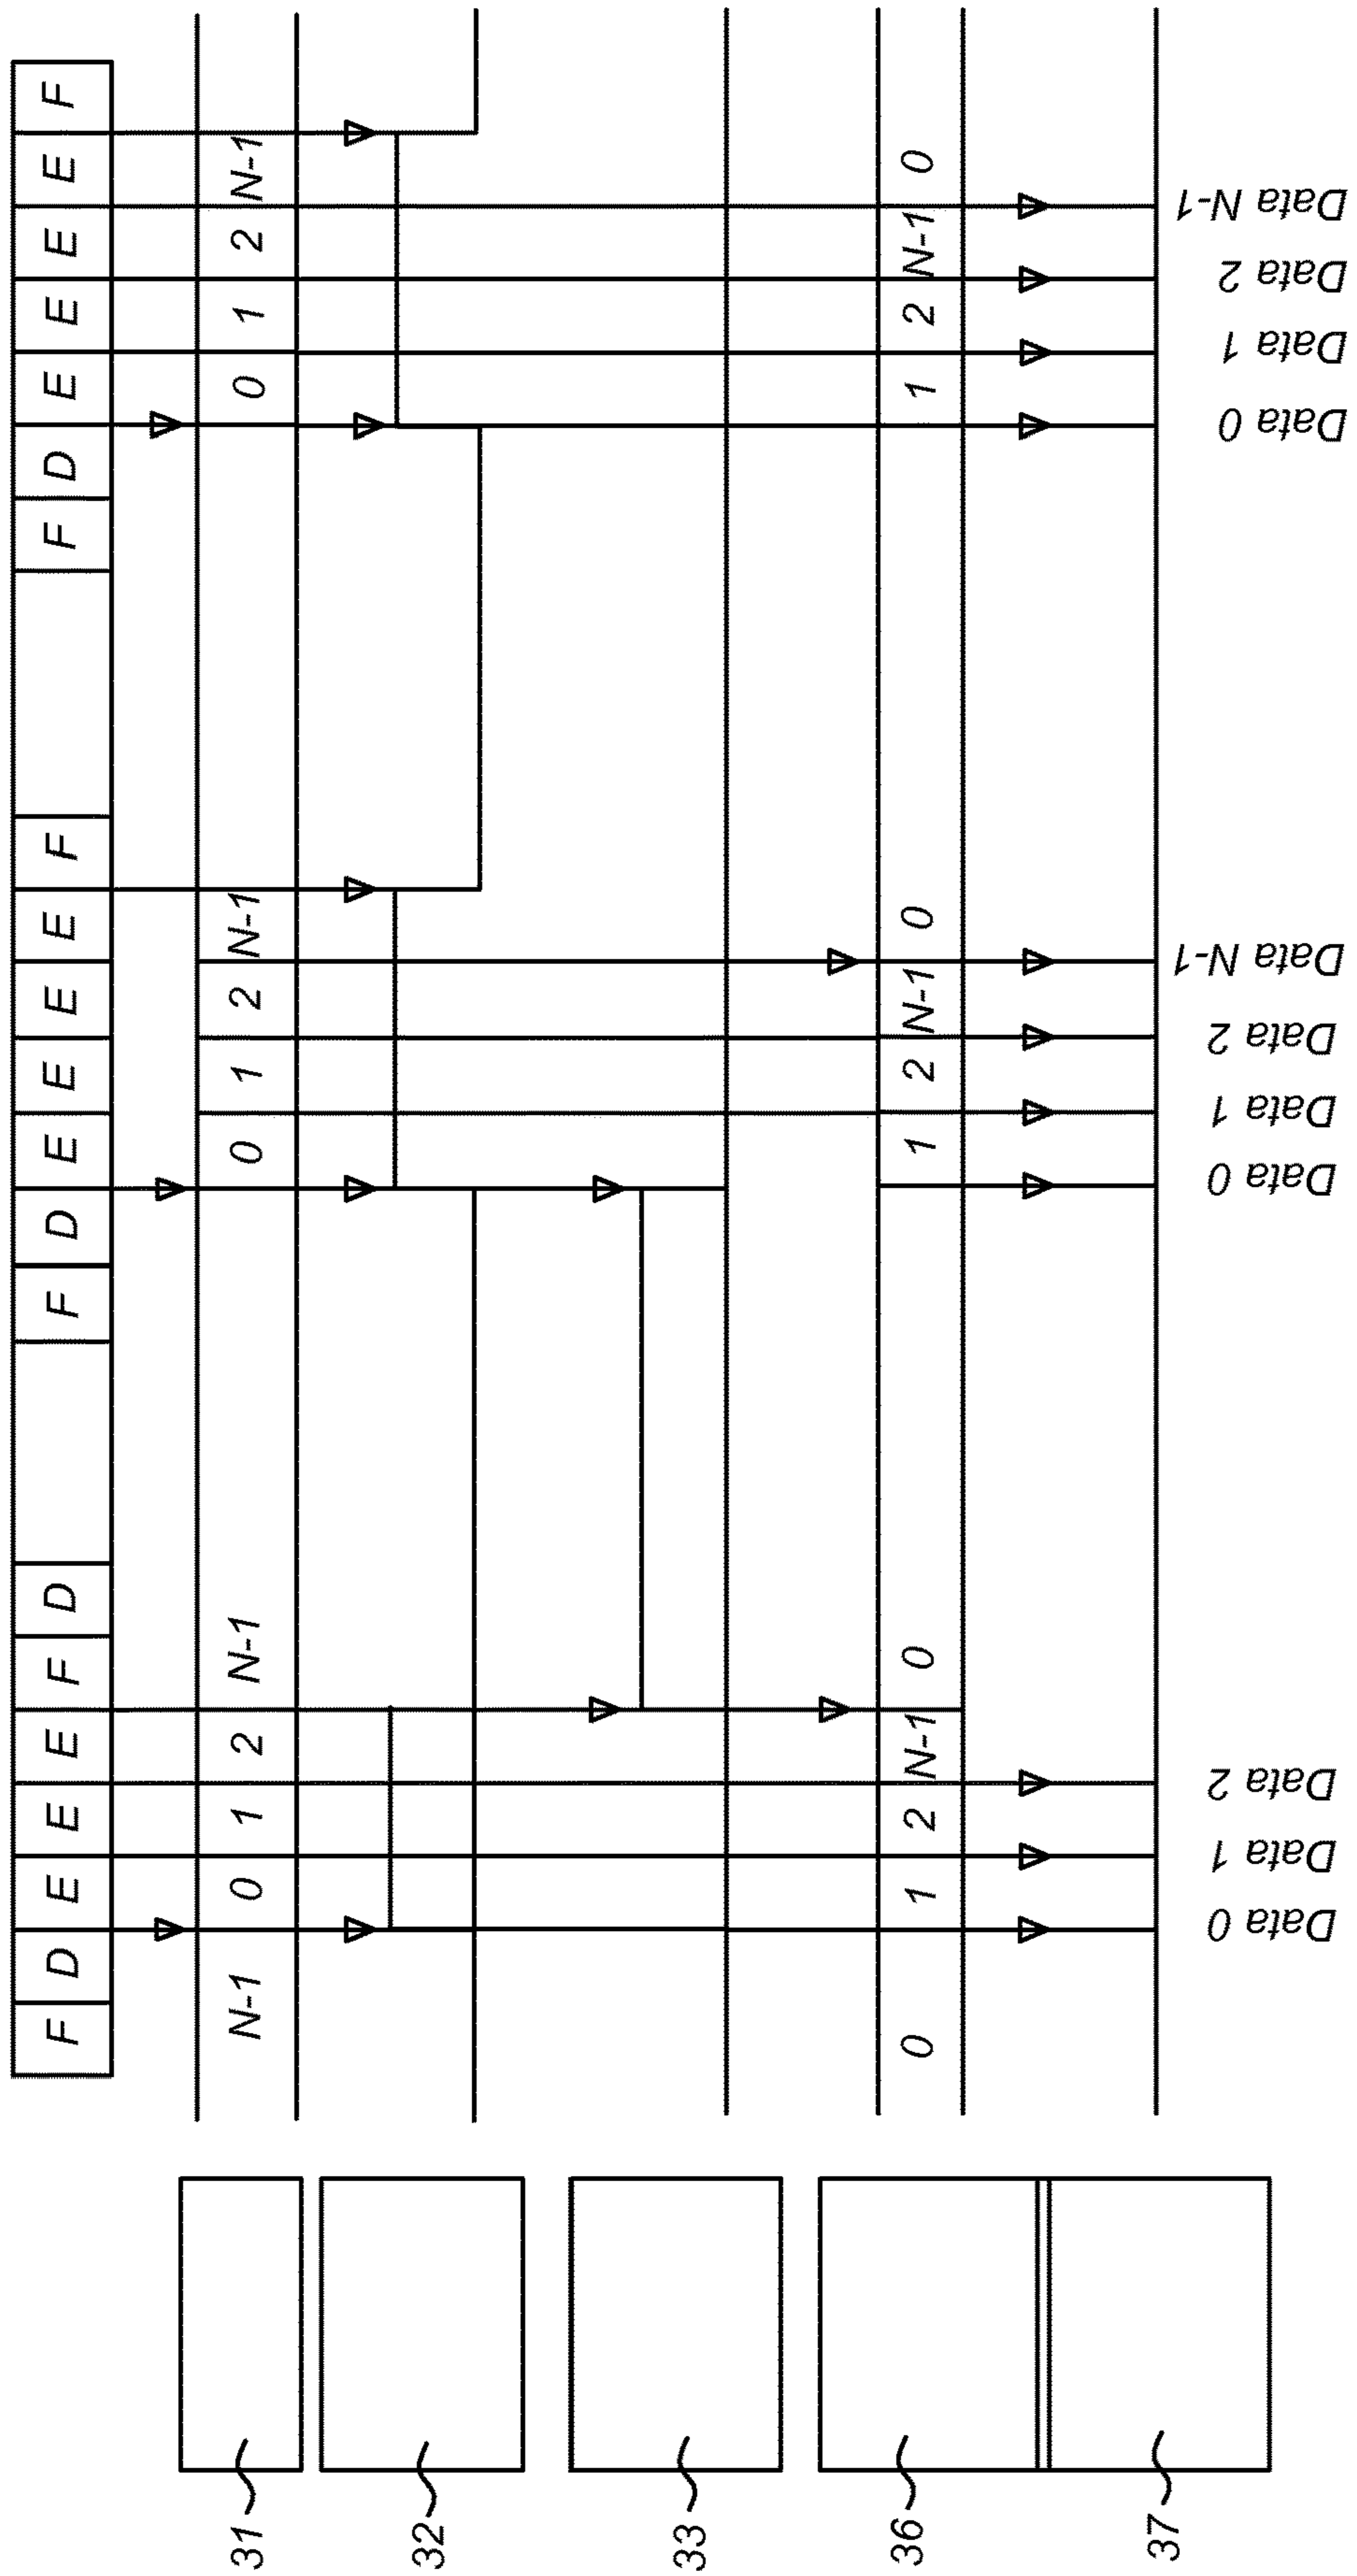 F D E E E F D F D E E E E F F D E E E E F
31 N-1 0 1 2 N-1 0 1 2 N-1 0 1 2 N-1
32
33
36 0 1 2 N-1 0 1 2 N-1 0 1 2 N-1 0
37
Data 0 Data 1 Data 2 Data 0 Data 1 Data 2 Data N-1 Data 0 Data 1 Data 2 Data N-1